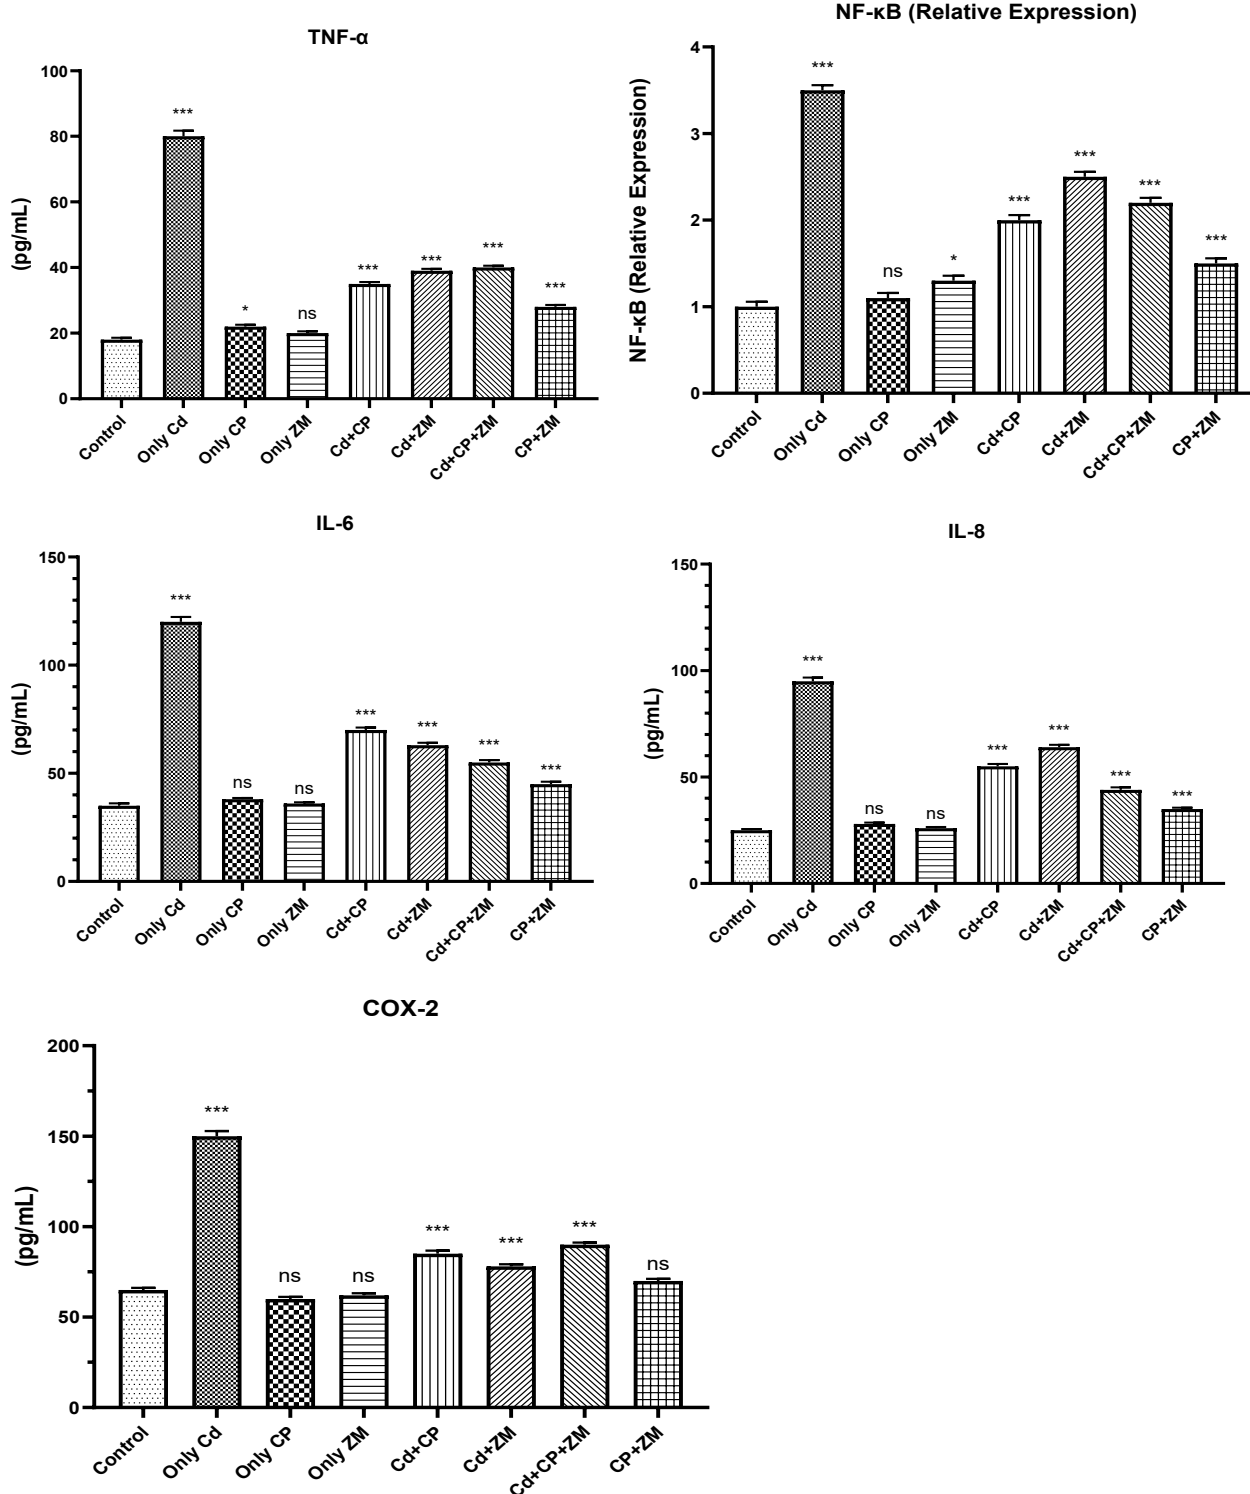 TNF-α
(pg/mL)
100
80
60
40
20
0
***
***
***
***
***
*
ns
Control
Only Cd
Only CP
Only ZM
Cd+CP
Cd+ZM
Cd+CP+ZM
CP+ZM
NF-κB (Relative Expression)
NF-κB (Relative Expression)
4
3
2
1
0
***
ns
*
***
***
***
***
Control
Only Cd
Only CP
Only ZM
Cd+CP
Cd+ZM
Cd+CP+ZM
CP+ZM
IL-6
(pg/mL)
150
100
50
0
***
ns
ns
***
***
***
***
Control
Only Cd
Only CP
Only ZM
Cd+CP
Cd+ZM
Cd+CP+ZM
CP+ZM
IL-8
(pg/mL)
150
100
50
0
***
ns
ns
***
***
***
***
Control
Only Cd
Only CP
Only ZM
Cd+CP
Cd+ZM
Cd+CP+ZM
CP+ZM
COX-2
(pg/mL)
200
150
100
50
0
***
ns
ns
***
***
***
ns
Control
Only Cd
Only CP
Only ZM
Cd+CP
Cd+ZM
Cd+CP+ZM
CP+ZM